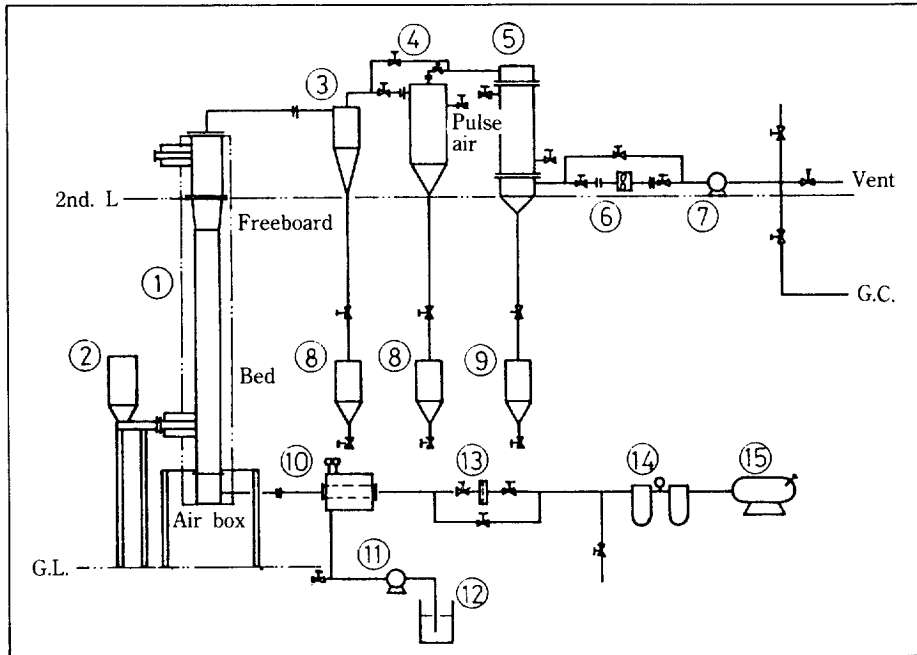 ④
⑤
③
Pulse
air
Vent
2nd. L
Freeboard
⑥
⑦
①
G.C.
②
⑧
⑧
⑨
Bed
⑩
⑬
⑭
⑮
Air box
G.L.
⑪
⑫